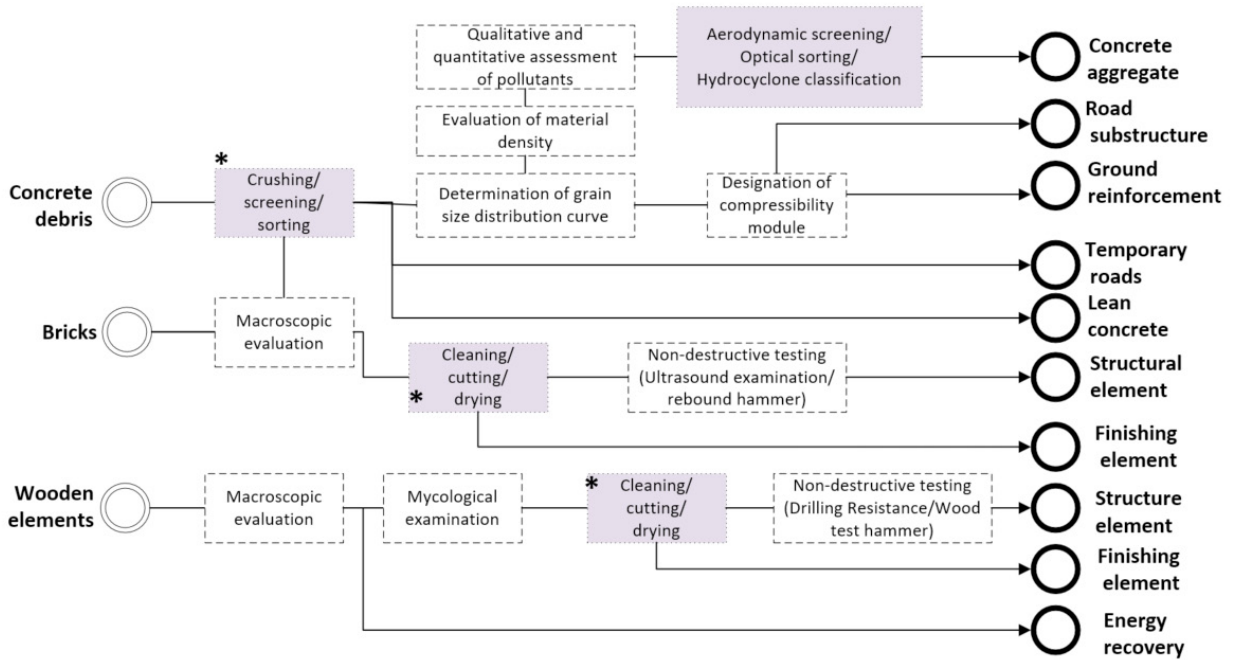 Qualitative and
quantitative assessment
of pollutants
Aerodynamic screening/
Optical sorting/
Hydrocyclone classification
Concrete
aggregate
Evaluation of material
density
Road
substructure
Concrete
debris
*
Crushing/
screening/
sorting
Determination of grain
size distribution curve
Designation of
compressibility
module
Ground
reinforcement
Temporary
roads
Lean
concrete
Bricks
Macroscopic
evaluation
Cleaning/
cutting/
* drying
Non-destructive testing
(Ultrasound examination/
rebound hammer)
Structural
element
Finishing
element
Wooden
elements
Macroscopic
evaluation
Mycological
examination
* Cleaning/
cutting/
drying
Non-destructive testing
(Drilling Resistance/Wood
test hammer)
Structure
element
Finishing
element
Energy
recovery